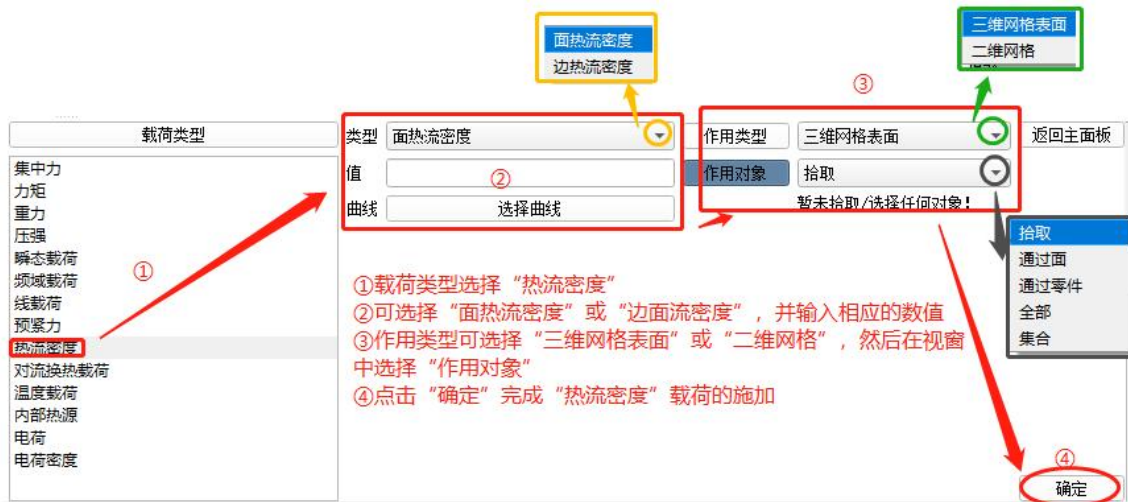 面热流密度
边热流密度
三维网格表面
二维网格
③
载荷类型
类型 面热流密度
作用类型 三维网格表面
返回主面板
集中力
力矩
重力
压强
瞬态载荷
频域载荷
线载荷
预紧力
热流密度
对流换热载荷
温度载荷
内部热源
电荷
电荷密度
①
值
②
作用对象 拾取
曲线 选择曲线
暂未拾取/选择任何对象!
拾取
通过面
通过零件
全部
集合
①载荷类型选择“热流密度”
②可选择“面热流密度”或“边面流密度”，并输入相应的数值
③作用类型可选择“三维网格表面”或“二维网格”，然后在视窗
中选择“作用对象”
④点击“确定”完成“热流密度”载荷的施加
④
确定